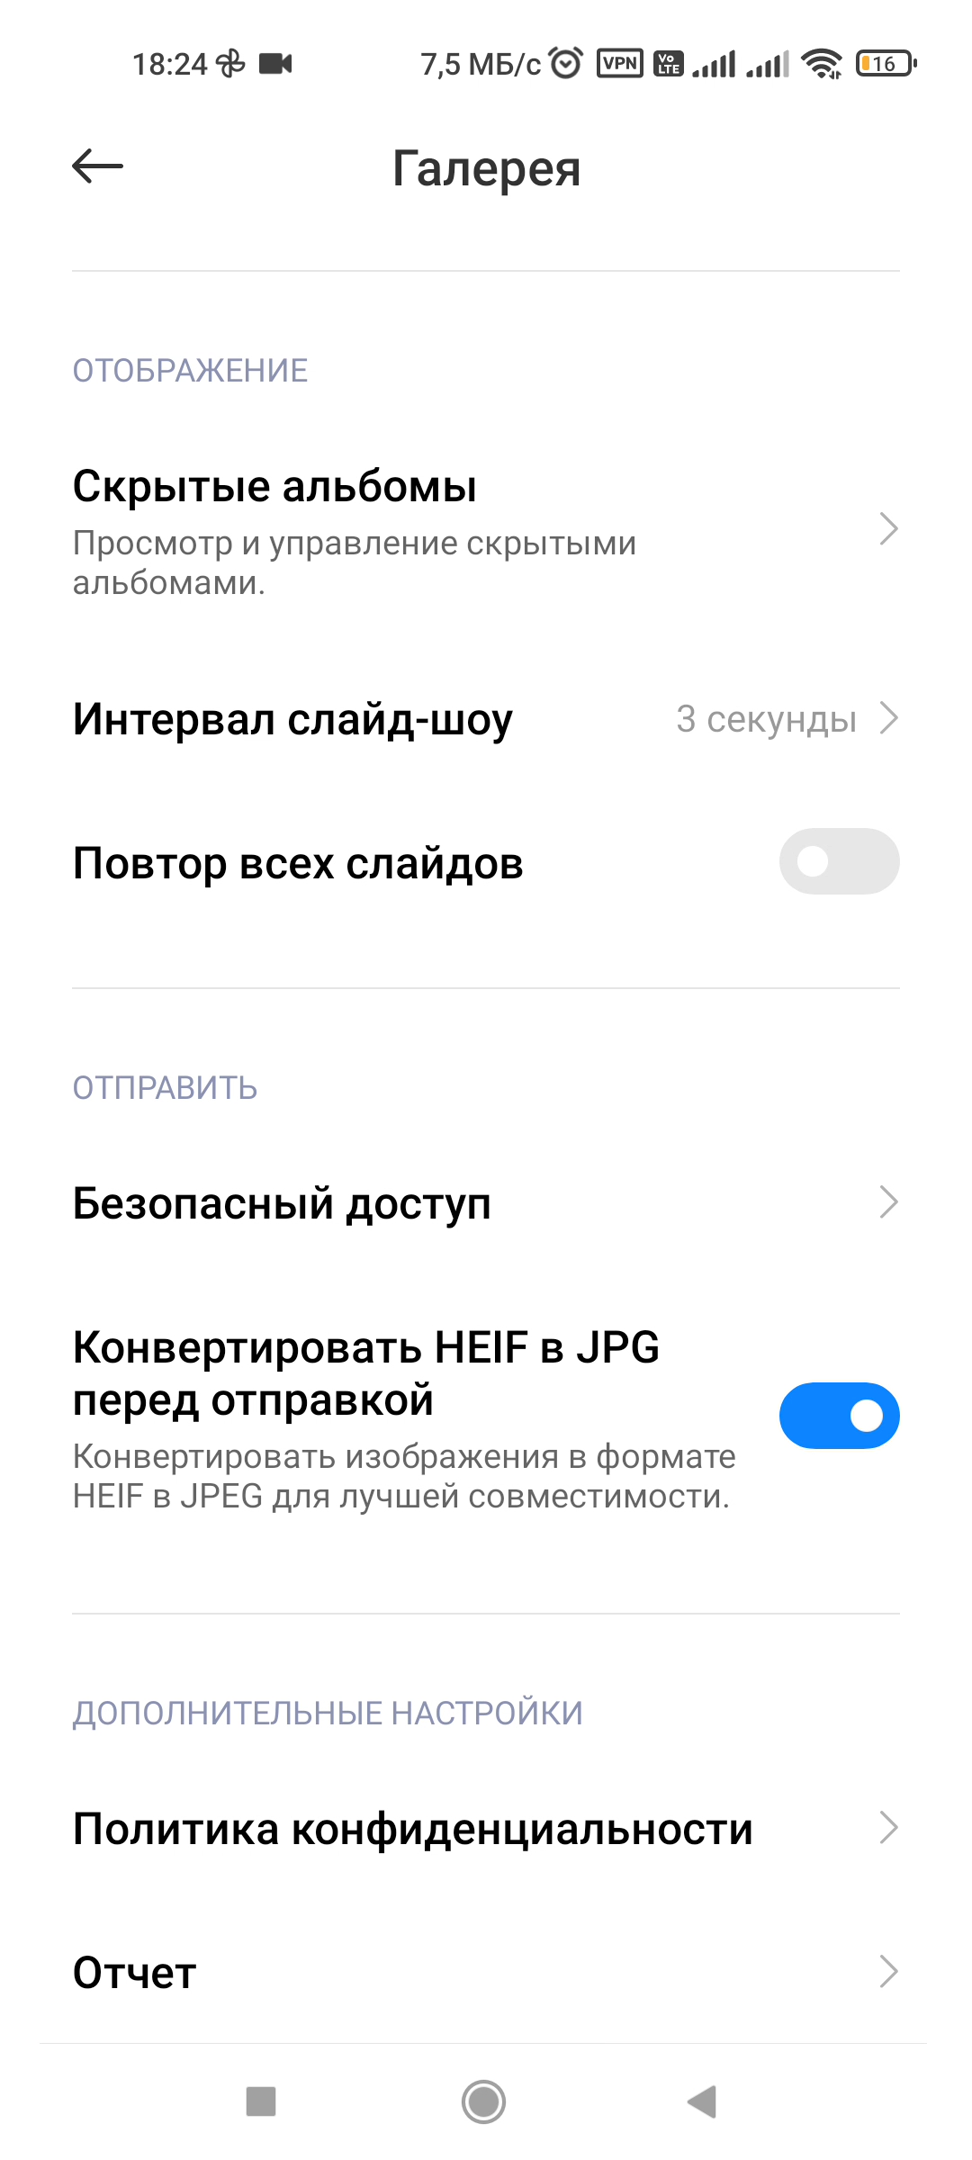 18:24 7,5 МБ/с VPN Vo LTE 16
Галерея
ОТОБРАЖЕНИЕ
Скрытые альбомы
Просмотр и управление скрытыми
альбомами.
Интервал слайд-шоу 3 секунды
Повтор всех слайдов
ОТПРАВИТЬ
Безопасный доступ
Конвертировать HEIF в JPG
перед отправкой
Конвертировать изображения в формате
HEIF в JPEG для лучшей совместимости.
ДОПОЛНИТЕЛЬНЫЕ НАСТРОЙКИ
Политика конфиденциальности
Отчет